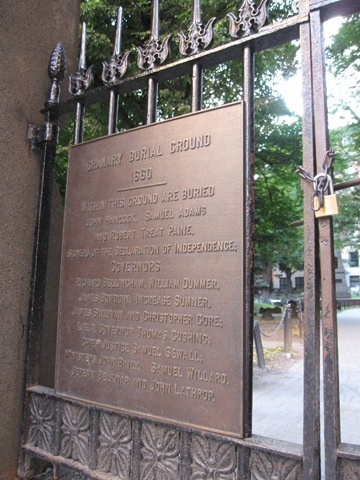 GRANARY BURIAL GROUND
1660
WITHIN THIS GROUND ARE BURIED
JOHN HANCOCK, SAMUEL ADAMS
AND ROBERT TREAT PAINE,
SIGNERS OF THE DECLARATION OF INDEPENDENCE;
GOVERNORS
RICHARD BELLINGHAM, WILLIAM DUMMER,
JAMES BOWDOIN, INCREASE SUMNER,
JAMES SULLIVAN AND CHRISTOPHER GORE;
LIEUT. GOVERNOR THOMAS CUSHING;
CHIEF JUSTICE SAMUEL SEWALL;
MINISTERS JOHN BAILY, SAMUEL WILLARD,
JEREMY BELKNAP AND JOHN LATHROP